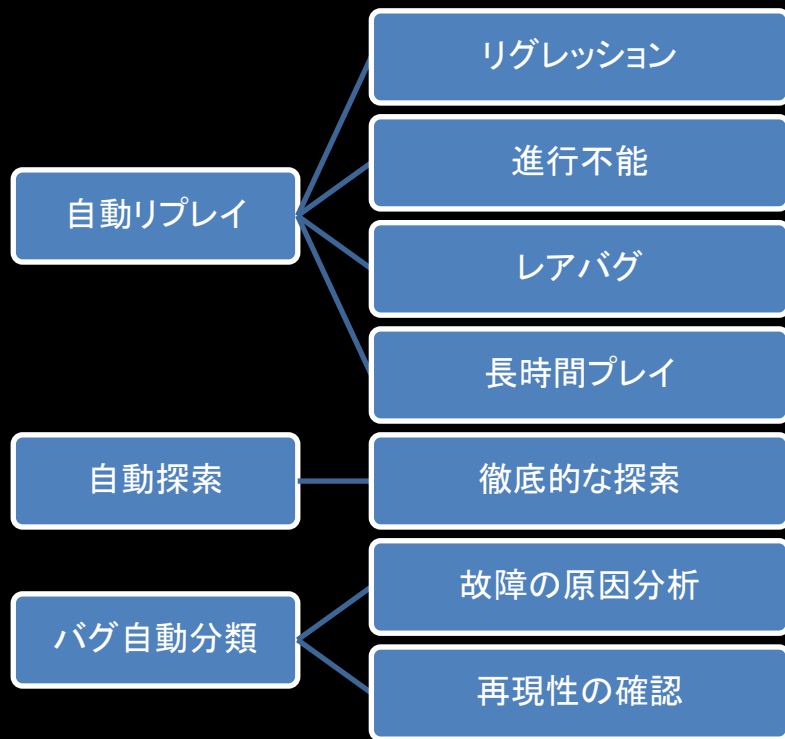 自動リプレイ
リグレッション
進行不能
レアバグ
長時間プレイ
自動探索
徹底的な探索
バグ自動分類
故障の原因分析
再現性の確認